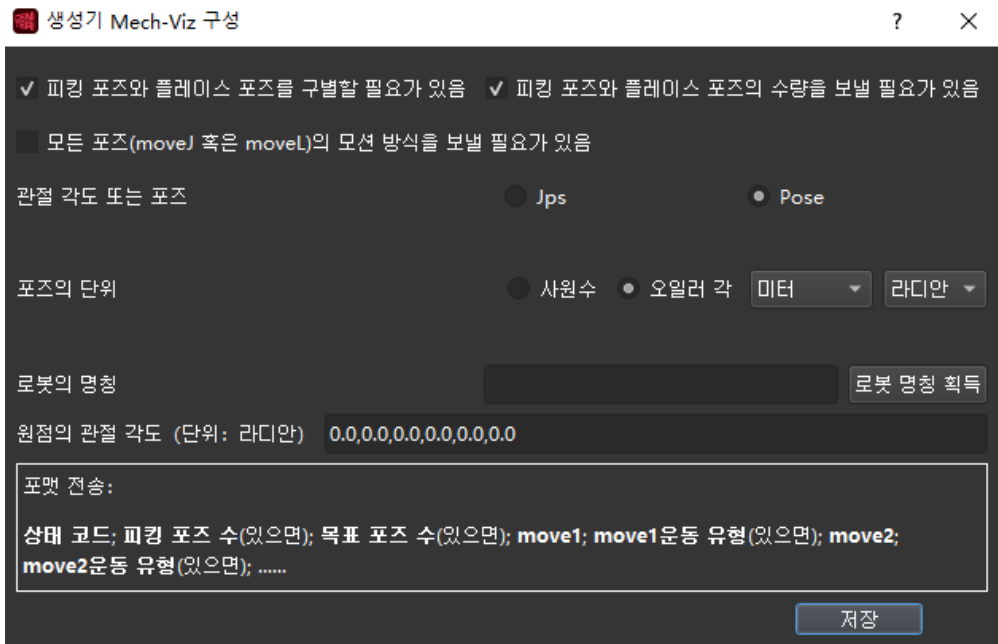 생성기 Mech-Viz 구성
피킹 포즈와 플레이스 포즈를 구별할 필요가 있음 피킹 포즈와 플레이스 포즈의 수량을 보낼 필요가 있음
모든 포즈(moveJ 혹은 moveL)의 모션 방식을 보낼 필요가 있음
관절 각도 또는 포즈 Jps Pose
포즈의 단위 사원수 오일러 각 미터 라디안
로봇의 명칭 로봇 명칭 획득
원점의 관절 각도 (단위: 라디안) 0.0,0.0,0.0,0.0,0.0,0.0
포맷 전송:
상태 코드; 피킹 포즈 수(있으면); 목표 포즈 수(있으면); move1; move1운동 유형(있으면); move2;
move2운동 유형(있으면); ......
저장